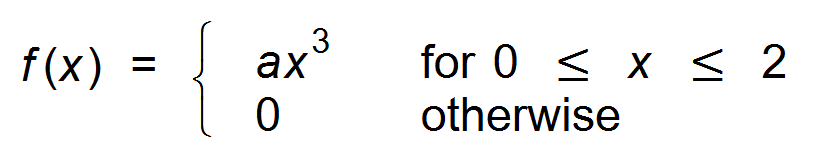 f(x) = { ax³ for 0 ≤ x ≤ 2
0 otherwise